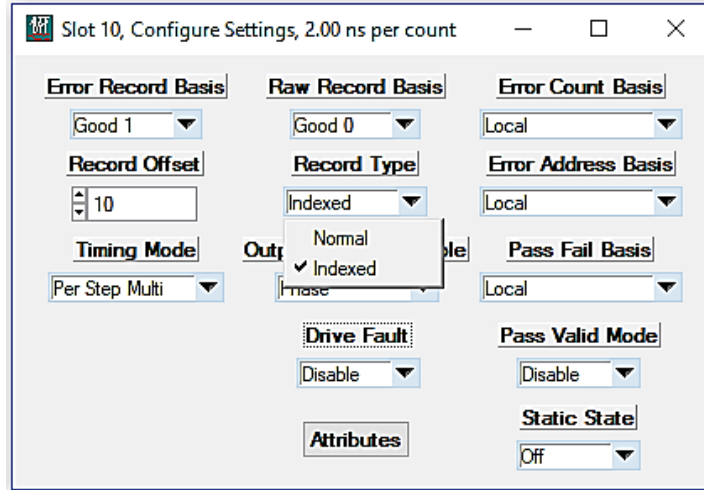 Slot 10, Configure Settings, 2.00 ns per count
Error Record Basis Raw Record Basis Error Count Basis
Good 1 Good 0 Local
Record Offset Record Type Error Address Basis
10 Indexed Local
Normal
Timing Mode Pass Fail Basis
Indexed
Per Step Multi Local
Drive Fault Pass Valid Mode
Disable Disable
Static State
Attributes
Off